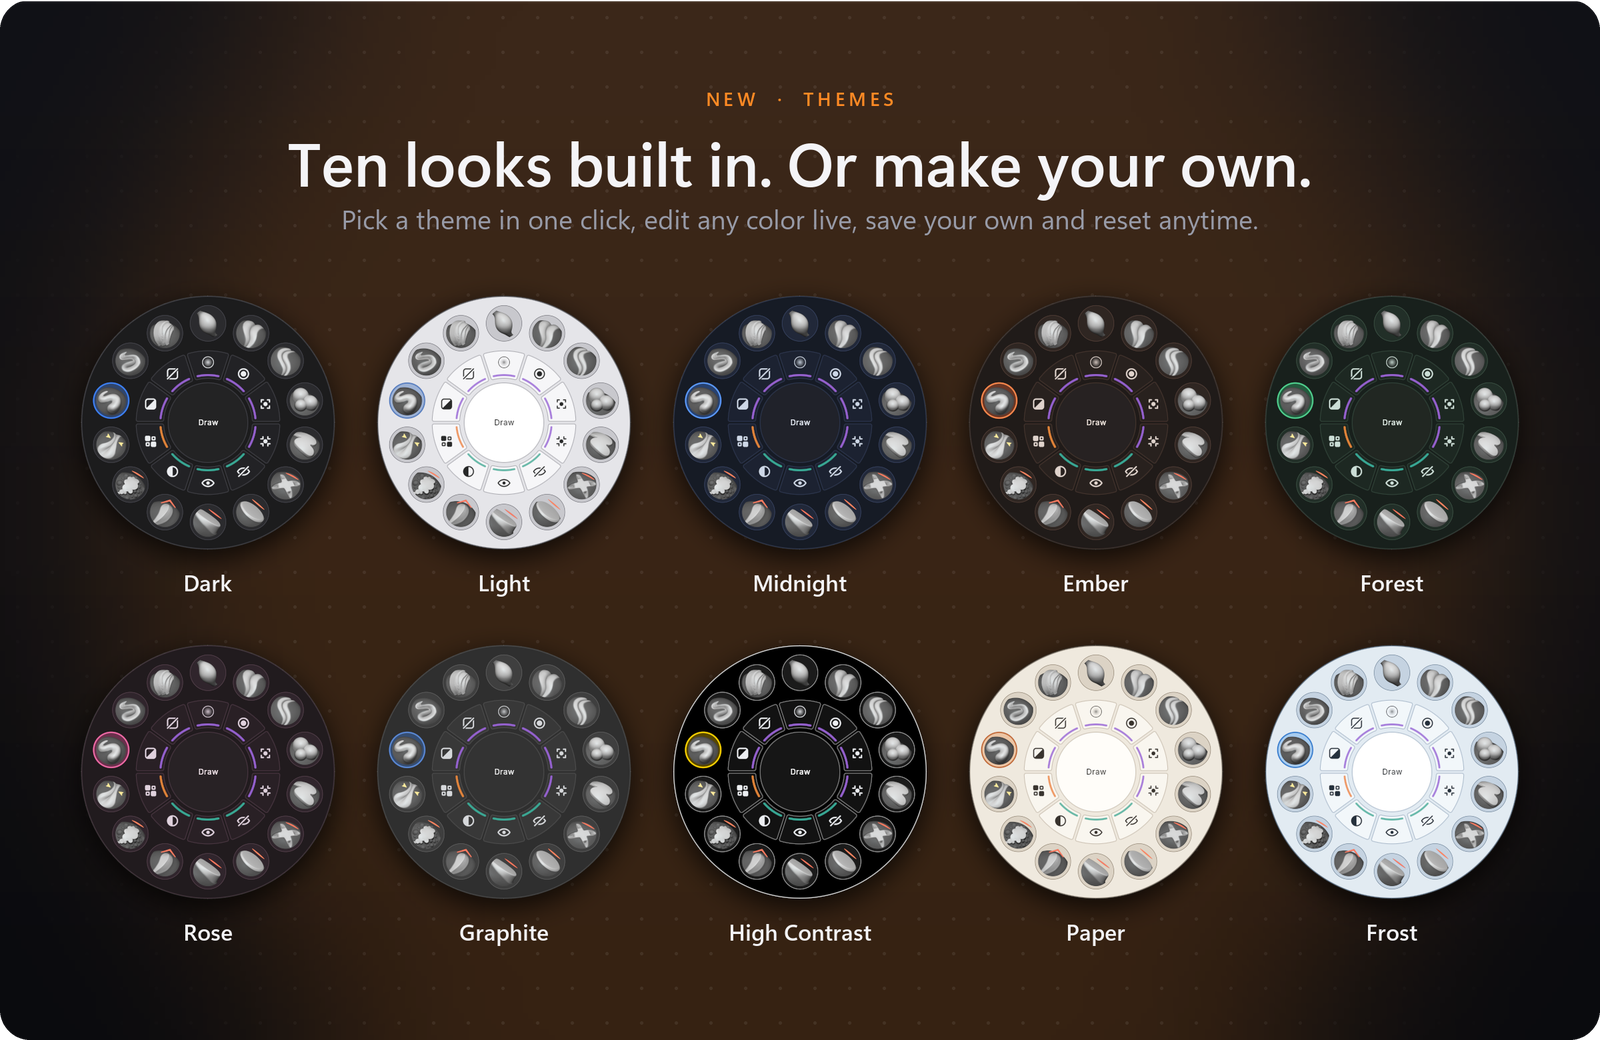 NEW · THEMES
Ten looks built in. Or make your own.
Pick a theme in one click, edit any color live, save your own and reset anytime.
Draw
Draw
Draw
Draw
Draw
Dark
Light
Midnight
Ember
Forest
Draw
Draw
Draw
Draw
Draw
Rose
Graphite
High Contrast
Paper
Frost